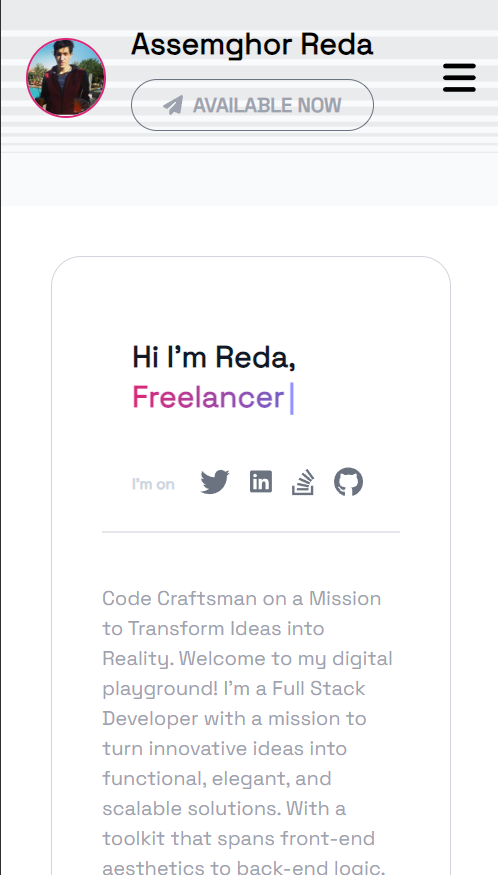 Assemghor Reda
AVAILABLE NOW
Hi I'm Reda,
Freelancer
I'm on
Code Craftsman on a Mission
to Transform Ideas into
Reality. Welcome to my digital
playground! I'm a Full Stack
Developer with a mission to
turn innovative ideas into
functional, elegant, and
scalable solutions. With a
toolkit that spans front-end
aesthetics to back-end logic,